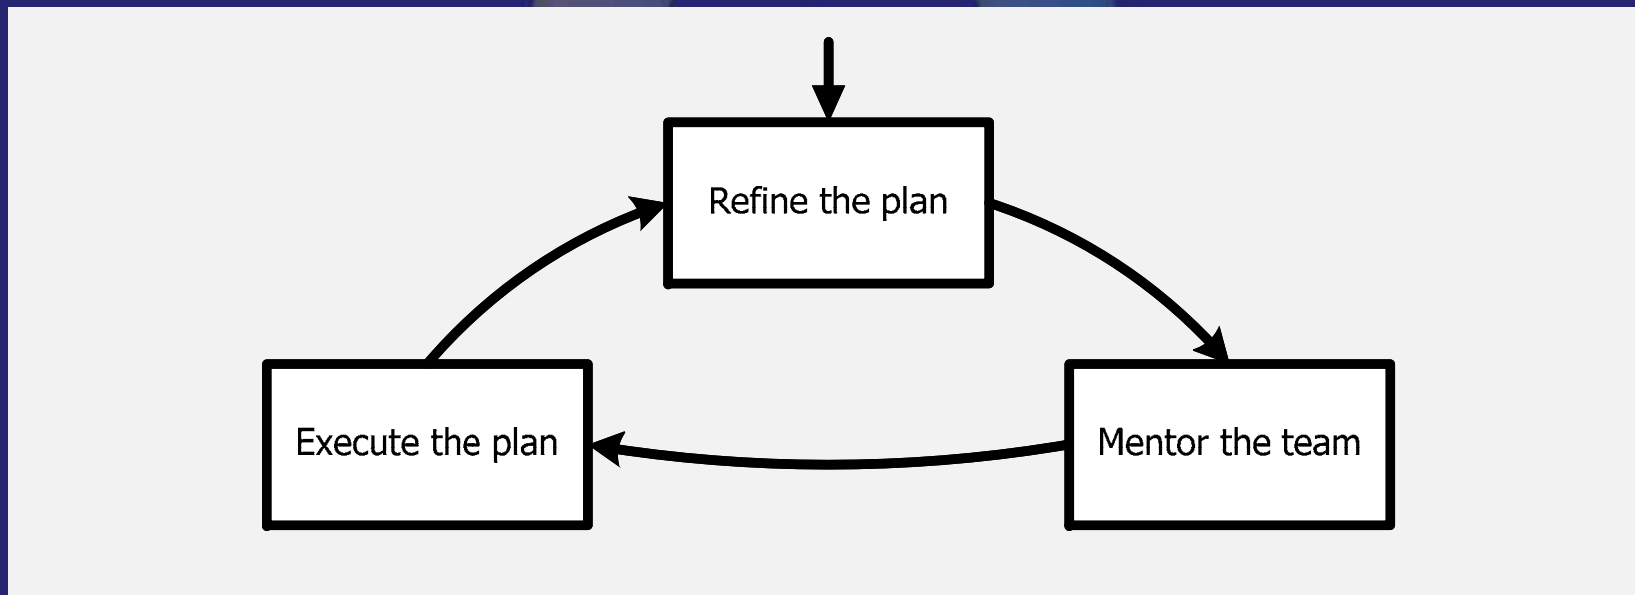 Refine the plan
Execute the plan
Mentor the team